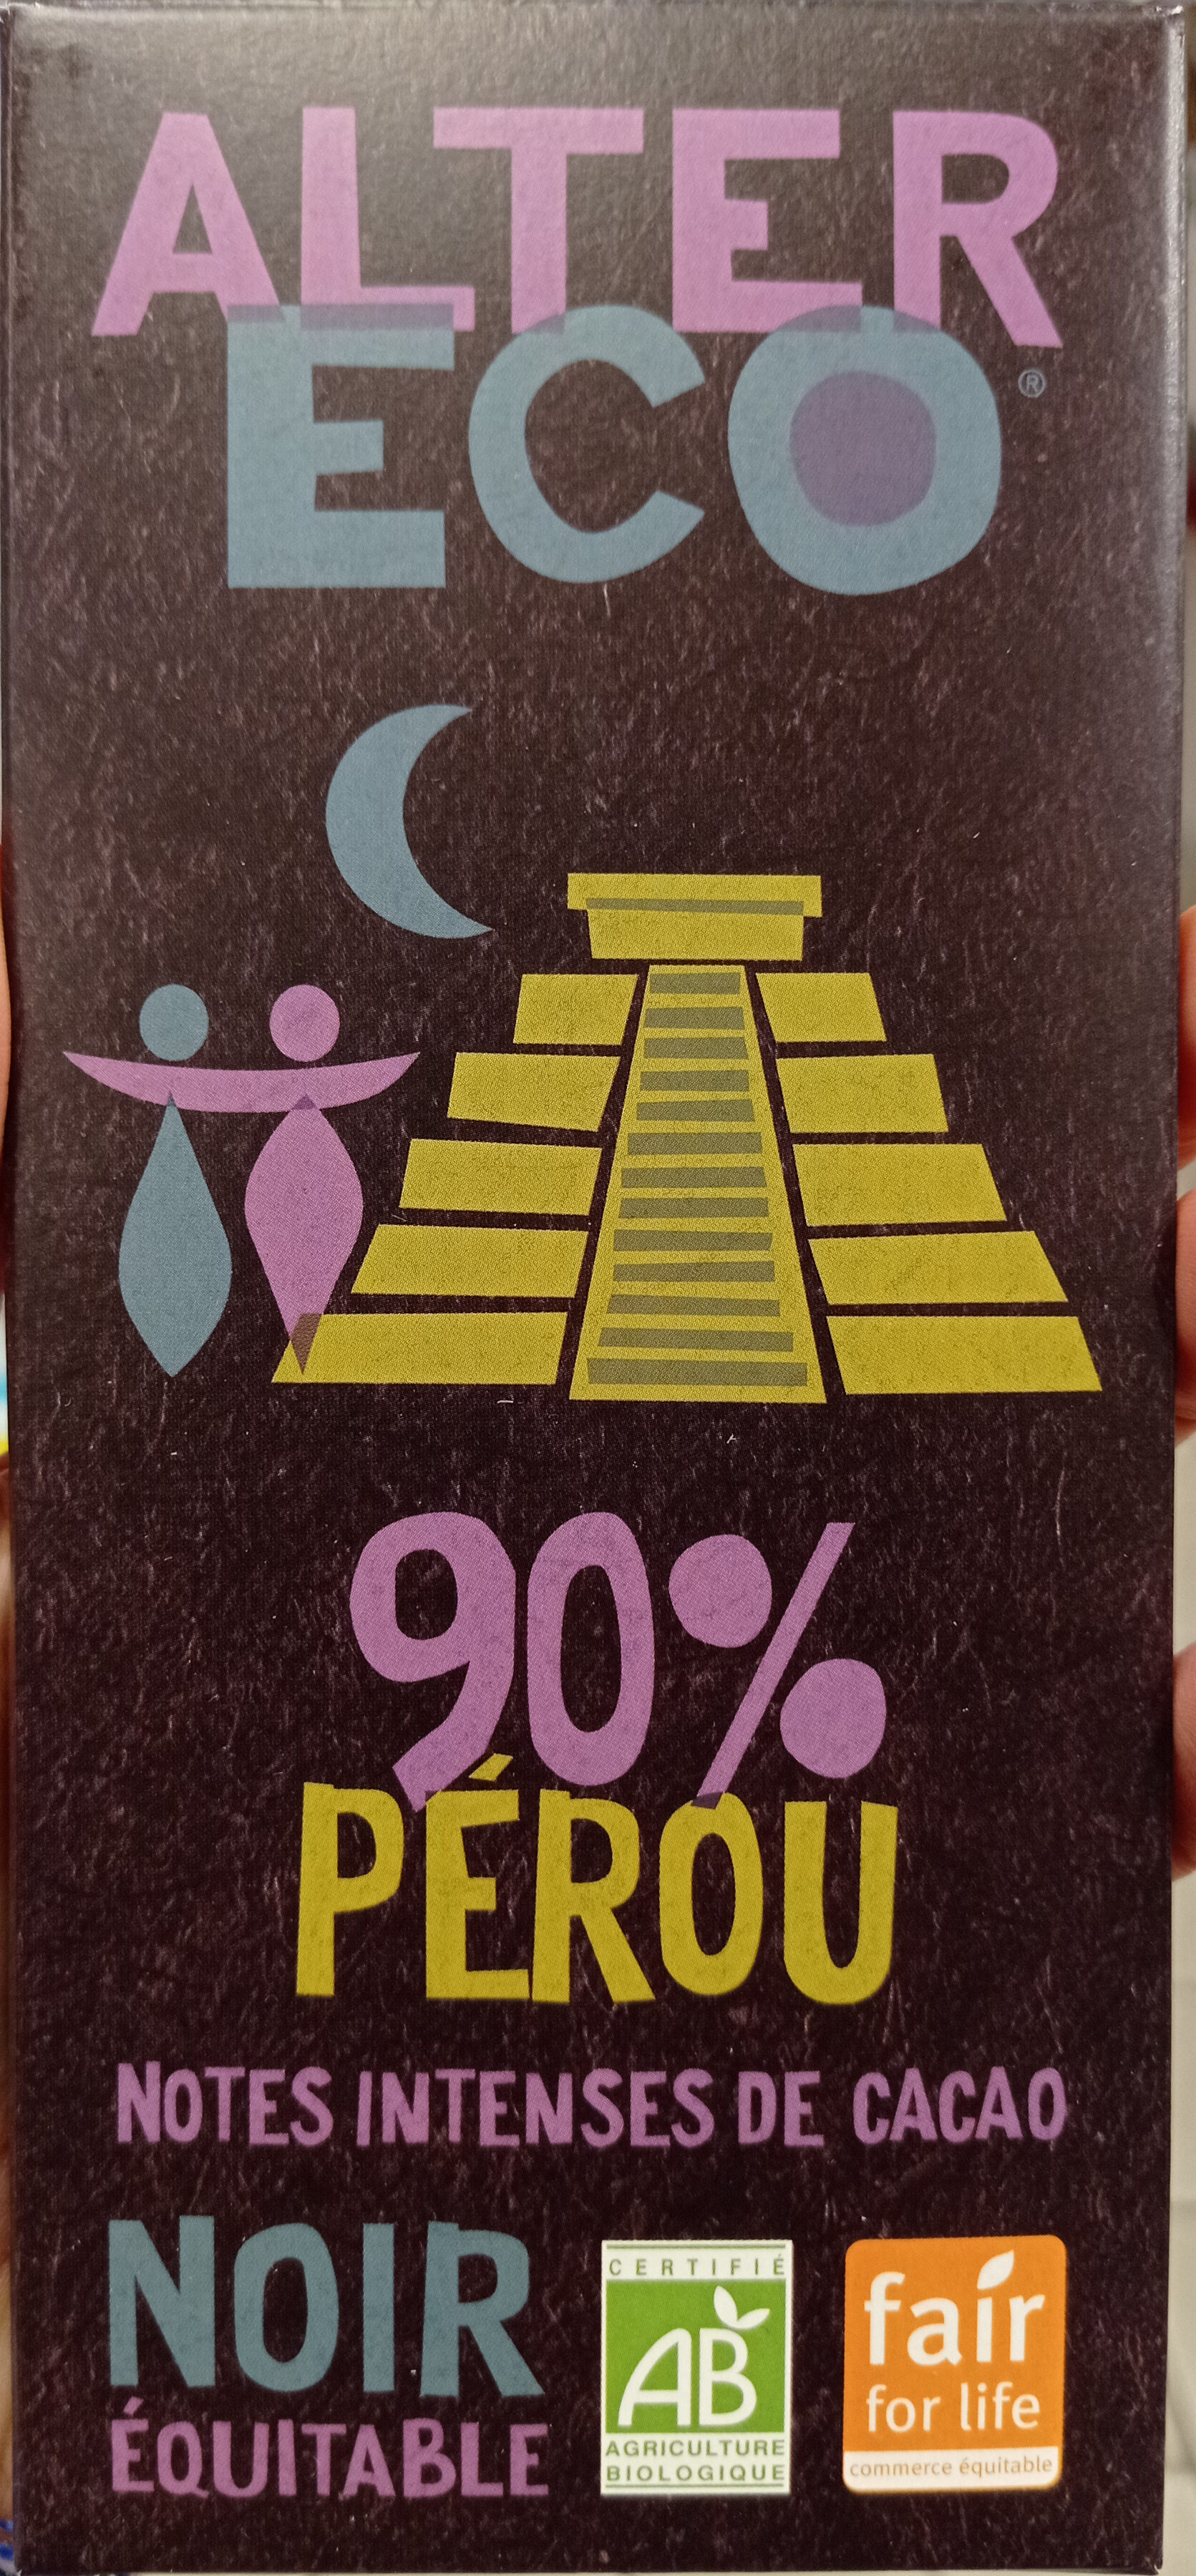 ALTER
ECO®
90%
PÉROU
NOTES INTENSES DE CACAO
NOIR
ÉQUITABLE
CERTIFIÉ
AB
AGRICULTURE
BIOLOGIQUE
fair
for life
commerce équitable